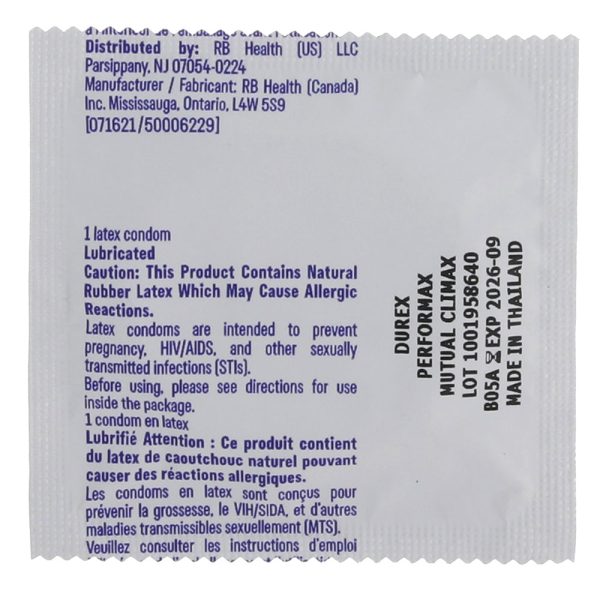 Distributed by: RB Health (US) LLC
Parsippany, NJ 07054-0224
Manufacturer / Fabricant: RB Health (Canada)
Inc. Mississauga, Ontario, L4W 5S9
[071621/50006229]
1 latex condom
Lubricated
Caution: This Product Contains Natural
Rubber Latex Which May Cause Allergic
Reactions.
Latex condoms are intended to prevent
pregnancy, HIV/AIDS, and other sexually
transmitted infections (STIs).
Before using, please see directions for use
inside the package.
1 condom en latex
Lubrifié Attention : Ce produit contient
du latex de caoutchouc naturel pouvant
causer des réactions allergiques.
Les condoms en latex sont conçus pour
prévenir la grossesse, le VIH/SIDA, et d'autres
maladies transmissibles sexuellement (MTS).
Veuillez consulter les instructions d'emploi
DUREX
PERFORMAX
MUTUAL CLIMAX
LOT 1001958640
B05A EXP 2026-09
MADE IN THAILAND